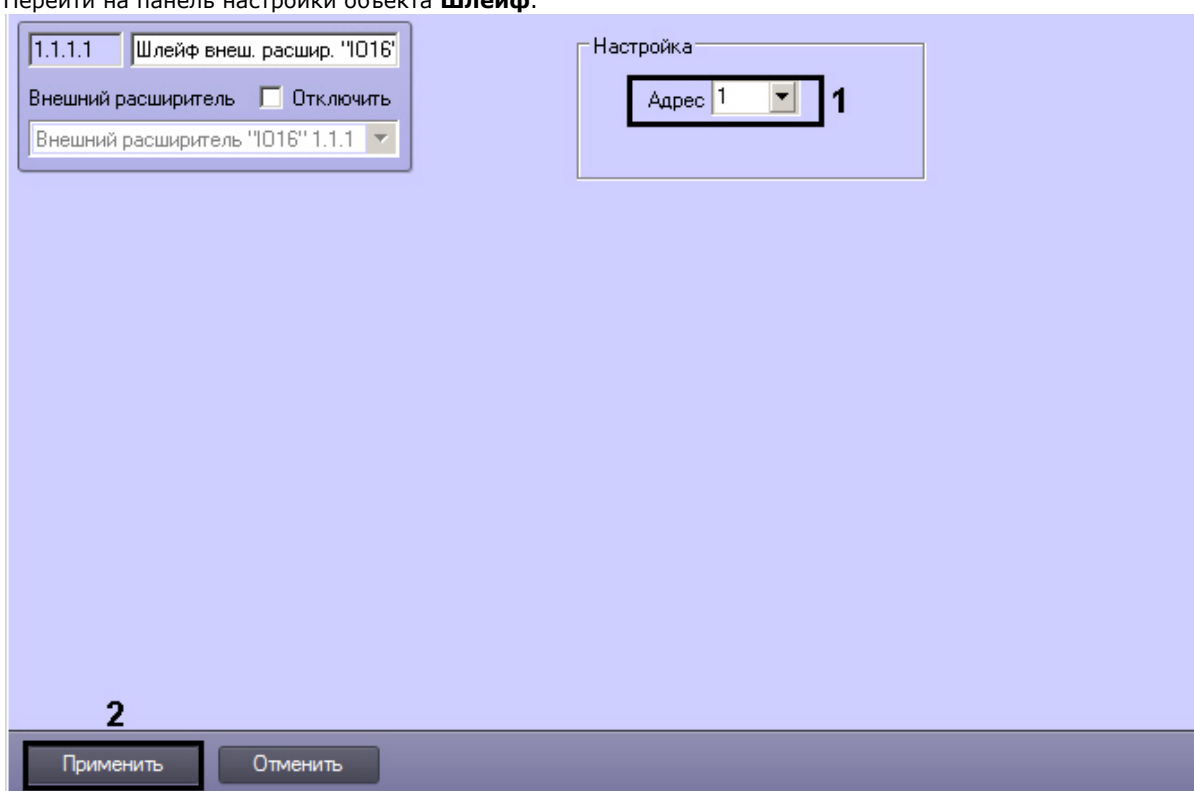 Перейти на панель настройки объекта Шлейф.
1.1.1.1 Шлейф внеш. расшир. "IO16"
Внешний расширитель Отключить
Внешний расширитель "IO16" 1.1.1
Настройка
Адрес 1 1
2
Применить Отменить